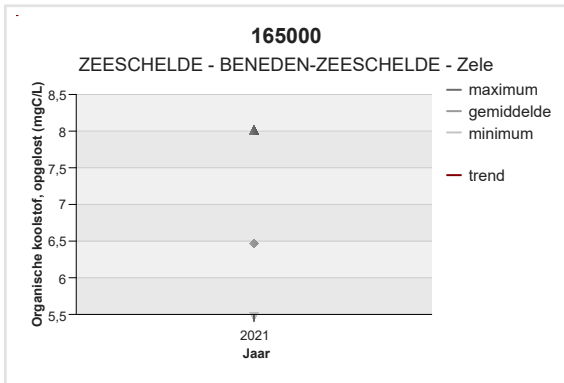 165000
ZEESCHELDE - BENEDEN-ZEESCHELDE - Zele
Organische koolstof, opgelost (mgC/L)
8,5
8
7,5
7
6,5
6
5,5
2021
Jaar
maximum
gemiddelde
minimum
trend